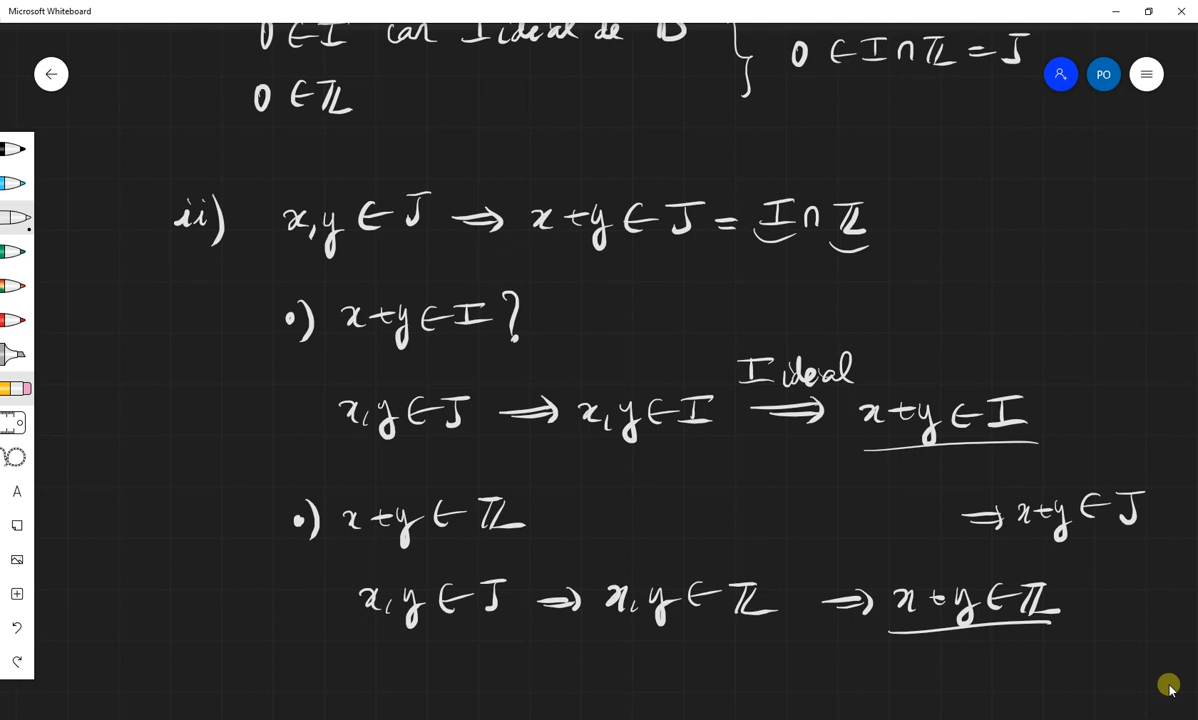 Microsoft Whiteboard
0 ∈ I car I ideal de D
0 ∈ ℤ
} 0 ∈ I ∩ ℤ = J
PO
ii) x, y ∈ J ⟹ x+y ∈ J = I ∩ ℤ
•) x+y ∈ I ?
x, y ∈ J ⟹ x, y ∈ I ⟹ (I ideal) x+y ∈ I
•) x+y ∈ ℤ
⟹ x+y ∈ J
x, y ∈ J ⟹ x, y ∈ ℤ ⟹ x+y ∈ ℤ
A